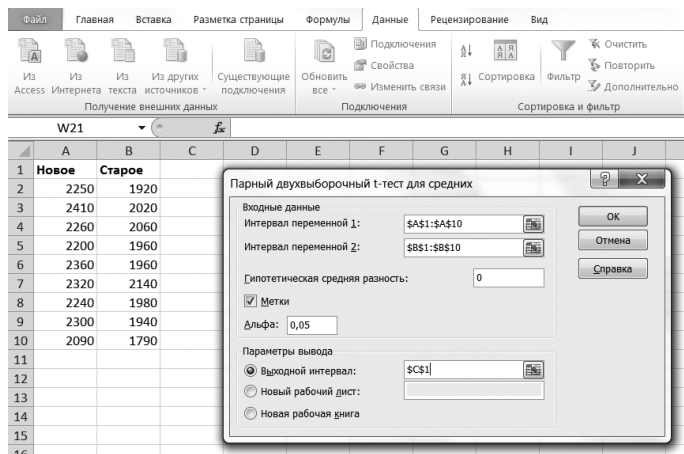 Файл Главная Вставка Разметка страницы Формулы Данные Рецензирование Вид
Из Access
Из Интернета
Из текста
Из других источников
Существующие подключения
Получение внешних данных
Обновить все
Подключения
Свойства
Изменить связи
Подключения
Сортировка
Фильтр
Очистить
Повторить
Дополнительно
Сортировка и фильтр
W21 fx
A B C D E F G H I J
1 Новое Старое
2 2250 1920
3 2410 2020
4 2260 2060
5 2200 1960
6 2360 1960
7 2320 2140
8 2240 1980
9 2300 1940
10 2090 1790
11
12
13
14
15
16
Парный двухвыборочный t-тест для средних
Входные данные
Интервал переменной 1: $A$1:$A$10
Интервал переменной 2: $B$1:$B$10
Гипотетическая средняя разность: 0
Метки
Альфа: 0,05
Параметры вывода
Выходной интервал: $C$1
Новый рабочий лист:
Новая рабочая книга
? X
OK
Отмена
Справка